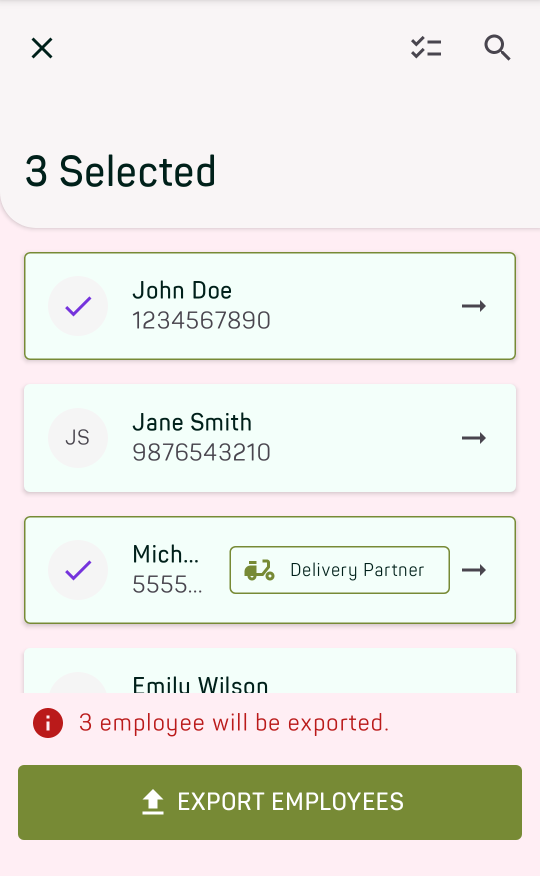 3 Selected
John Doe
1234567890
JS
Jane Smith
9876543210
Mich...
5555...
Delivery Partner
Emily Wilson
3 employee will be exported.
EXPORT EMPLOYEES